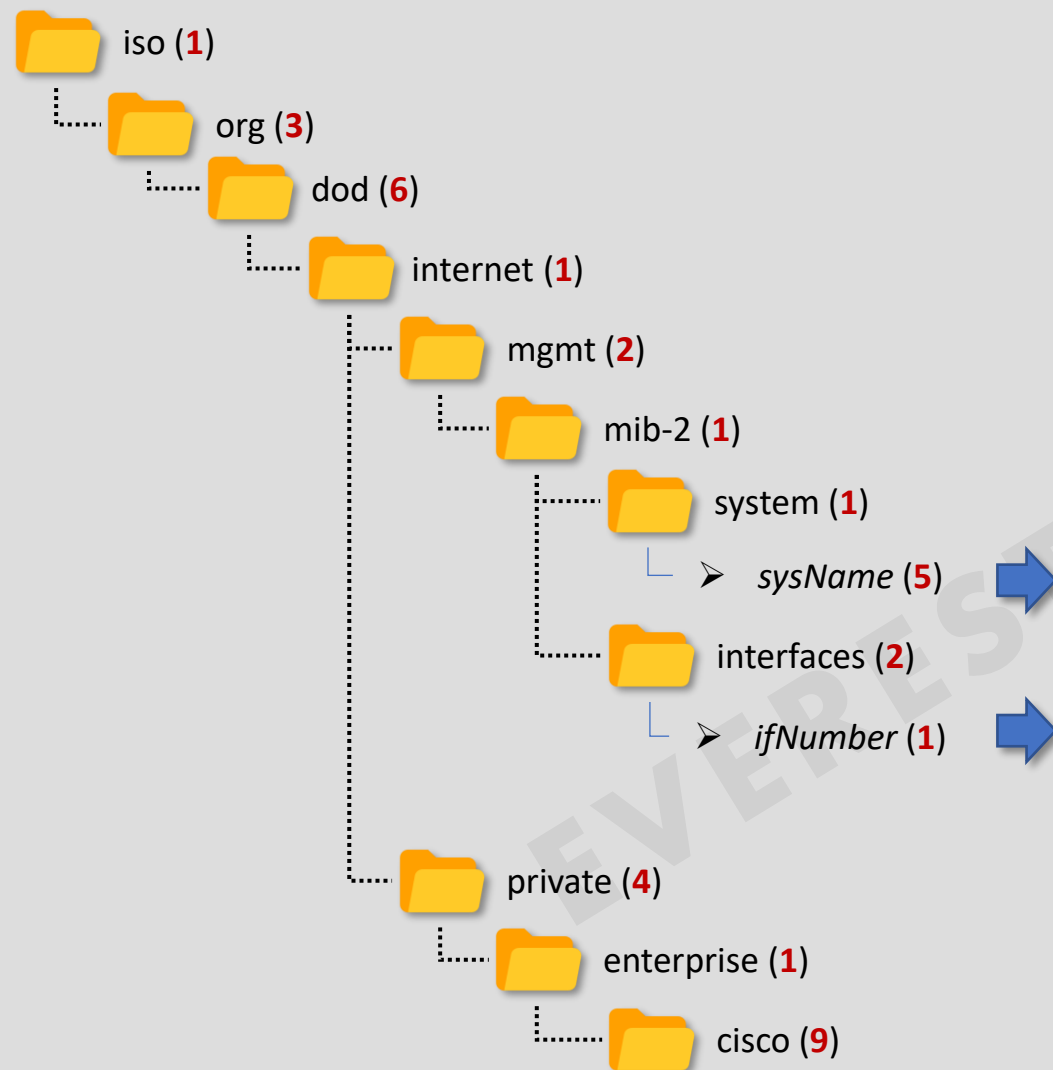 iso (1)
org (3)
dod (6)
internet (1)
mgmt (2)
mib-2 (1)
system (1)
➢ sysName (5)
interfaces (2)
➢ ifNumber (1)
private (4)
enterprise (1)
cisco (9)